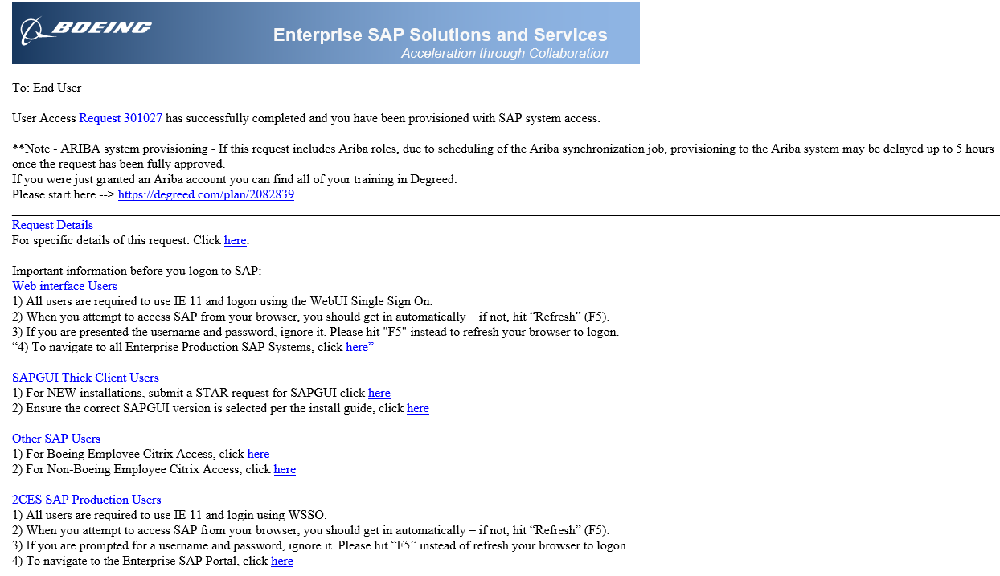 BOEING
Enterprise SAP Solutions and Services
Acceleration through Collaboration
To: End User
User Access Request 301027 has successfully completed and you have been provisioned with SAP system access.
**Note - ARIBA system provisioning - If this request includes Ariba roles, due to scheduling of the Ariba synchronization job, provisioning to the Ariba system may be delayed up to 5 hours
once the request has been fully approved.
If you were just granted an Ariba account you can find all of your training in Degreed.
Please start here --> https://degreed.com/plan/2082839
Request Details
For specific details of this request: Click here.
Important information before you logon to SAP:
Web interface Users
1) All users are required to use IE 11 and logon using the WebUI Single Sign On.
2) When you attempt to access SAP from your browser, you should get in automatically – if not, hit “Refresh” (F5).
3) If you are presented the username and password, ignore it. Please hit "F5" instead to refresh your browser to logon.
“4) To navigate to all Enterprise Production SAP Systems, click here”
SAPGUI Thick Client Users
1) For NEW installations, submit a STAR request for SAPGUI click here
2) Ensure the correct SAPGUI version is selected per the install guide, click here
Other SAP Users
1) For Boeing Employee Citrix Access, click here
2) For Non-Boeing Employee Citrix Access, click here
2CES SAP Production Users
1) All users are required to use IE 11 and login using WSSO.
2) When you attempt to access SAP from your browser, you should get in automatically – if not, hit “Refresh” (F5).
3) If you are prompted for a username and password, ignore it. Please hit “F5” instead of refresh your browser to logon.
4) To navigate to the Enterprise SAP Portal, click here